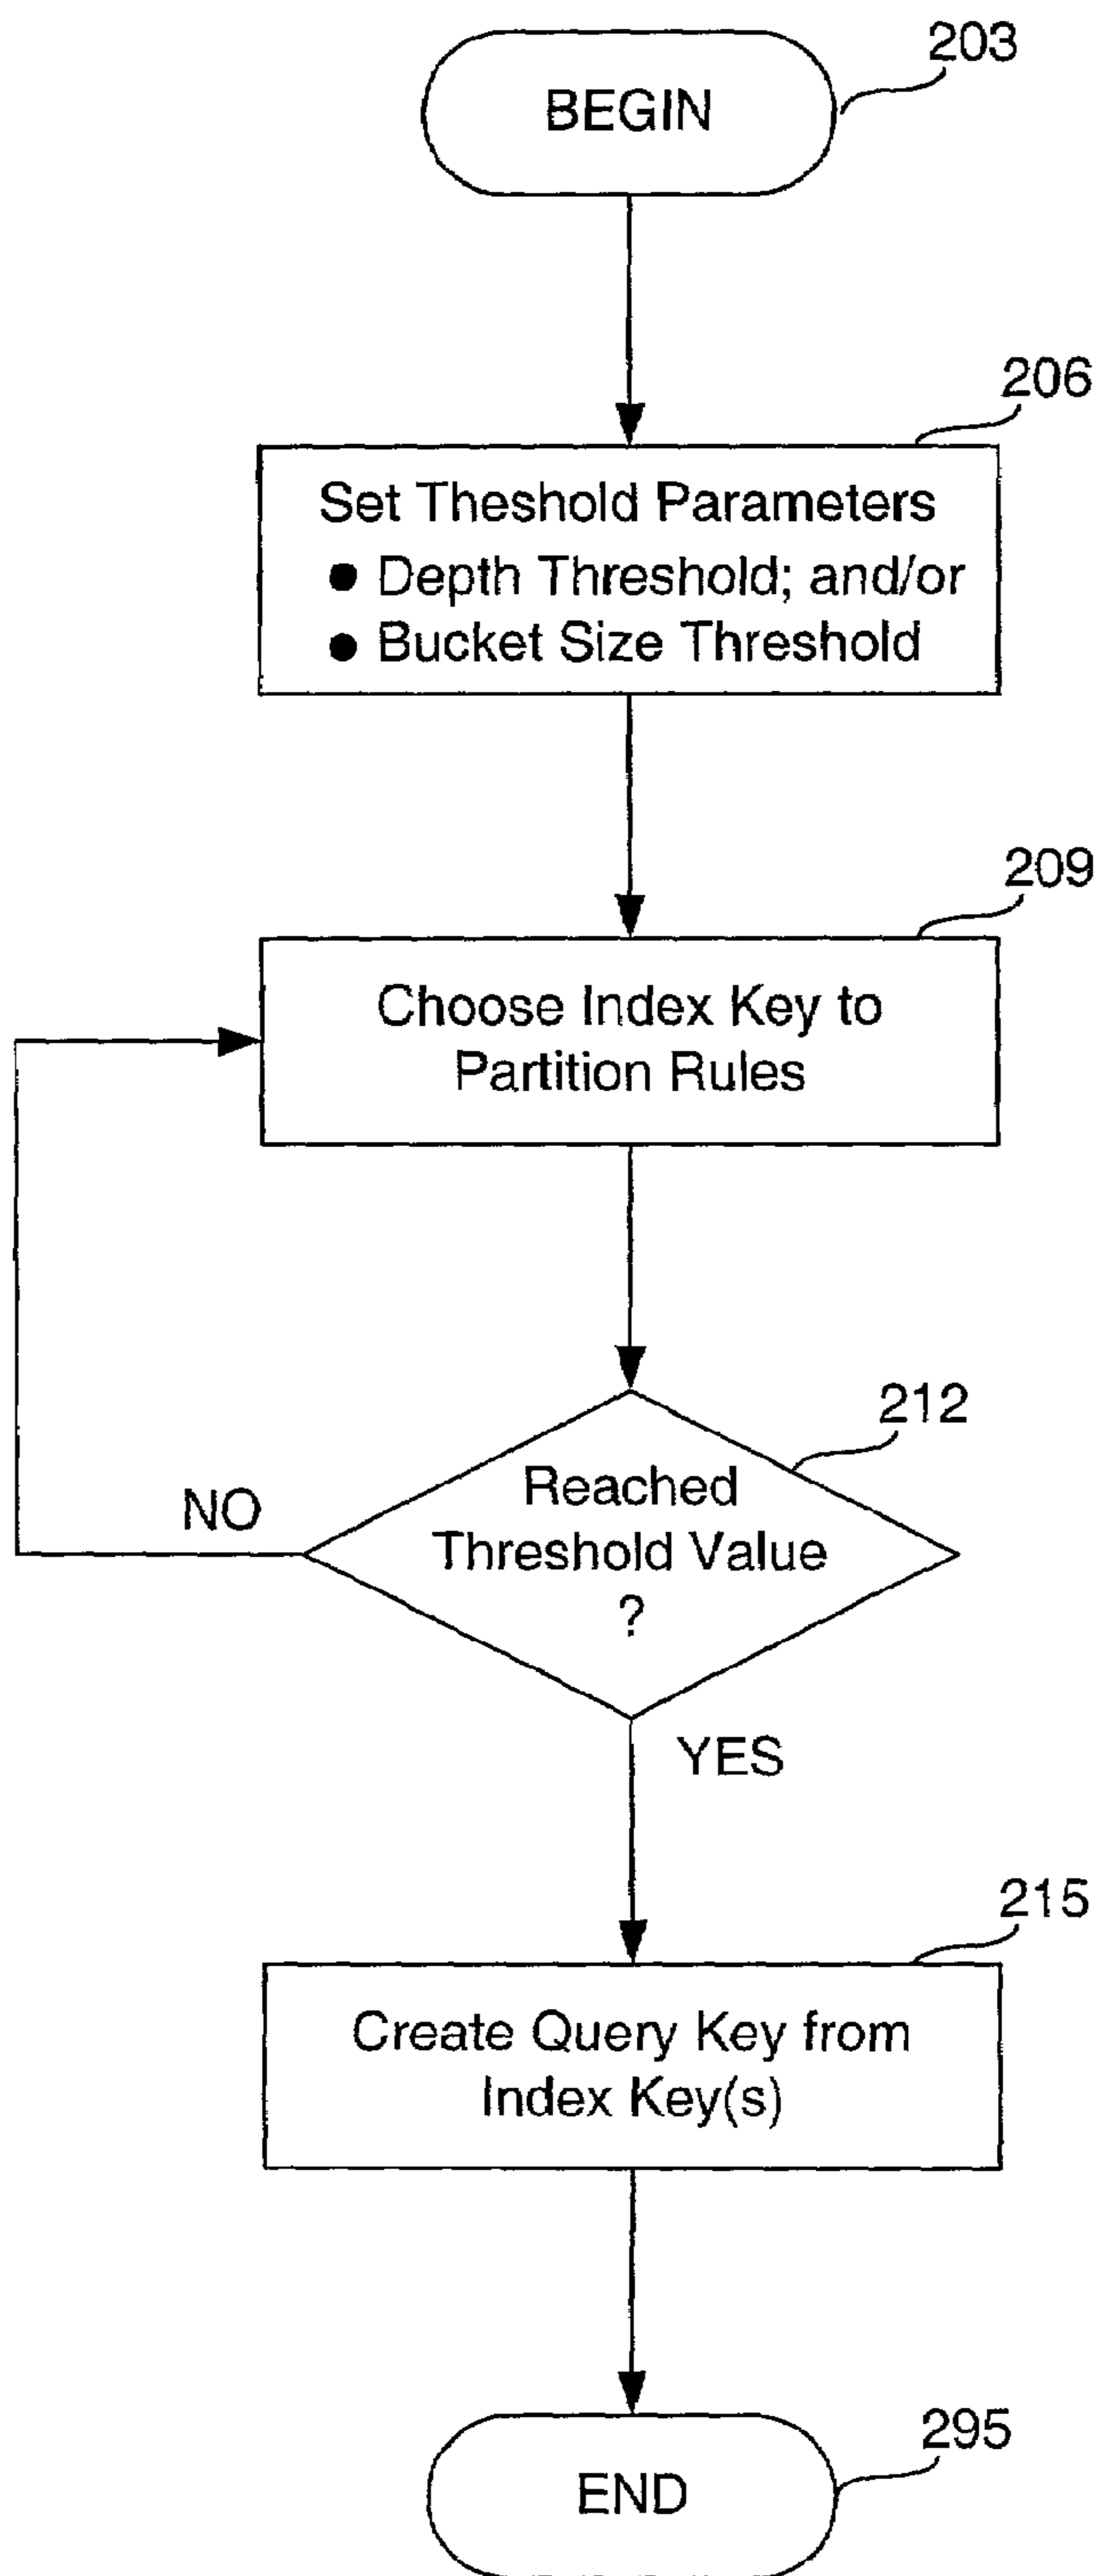 203
BEGIN
206
Set Theshold Parameters
● Depth Threshold; and/or
● Bucket Size Threshold
209
Choose Index Key to
Partition Rules
212
Reached
Threshold Value
?
NO
YES
215
Create Query Key from
Index Key(s)
295
END